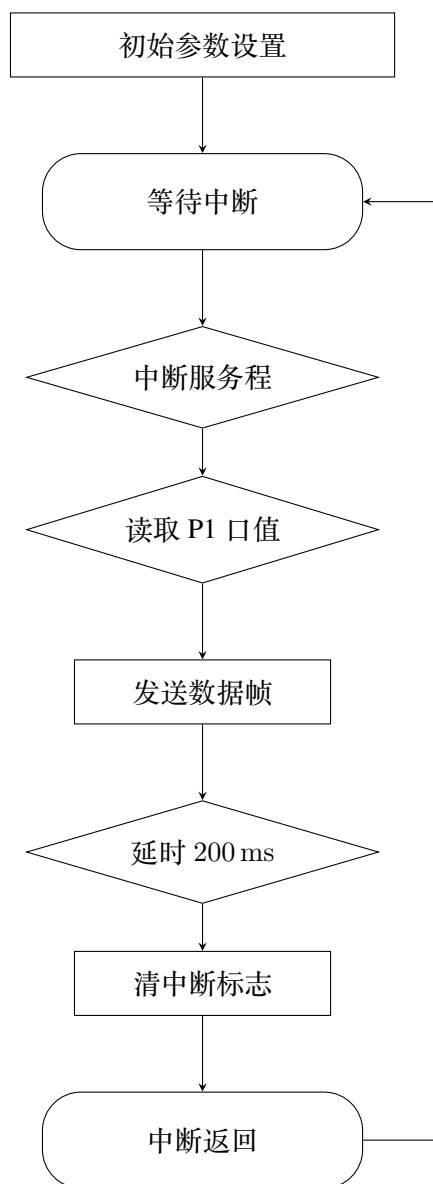 初始参数设置
等待中断
中断服务程
读取 P1 口值
发送数据帧
延时 200 ms
清中断标志
中断返回